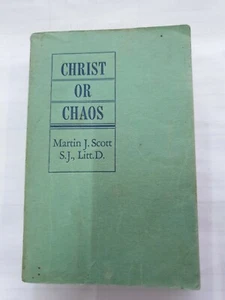 CHRIST
OR
CHAOS
Martin J. Scott
S.J., Litt.D.